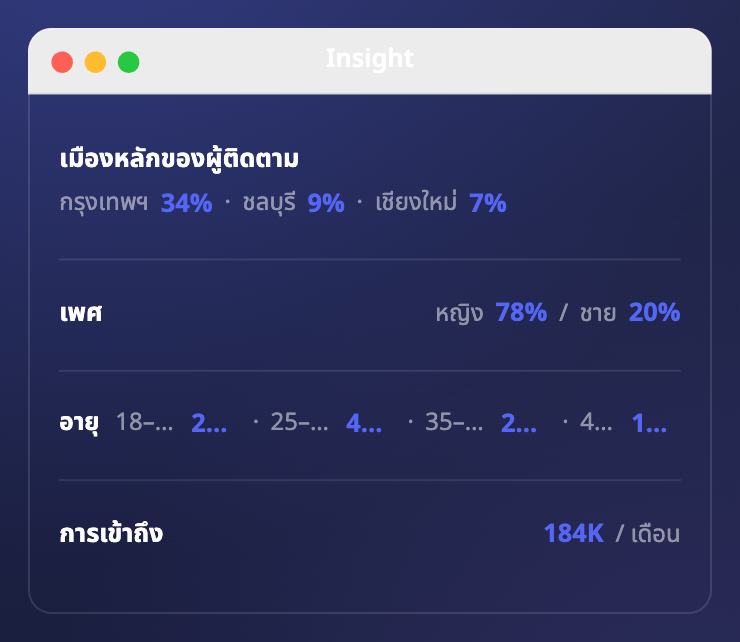 Insight
เมืองหลักของผู้ติดตาม
กรุงเทพฯ 34% · ชลบุรี 9% · เชียงใหม่ 7%
เพศ หญิง 78% / ชาย 20%
อายุ 18–... 2... · 25–... 4... · 35–... 2... · 4... 1...
การเข้าถึง 184K / เดือน